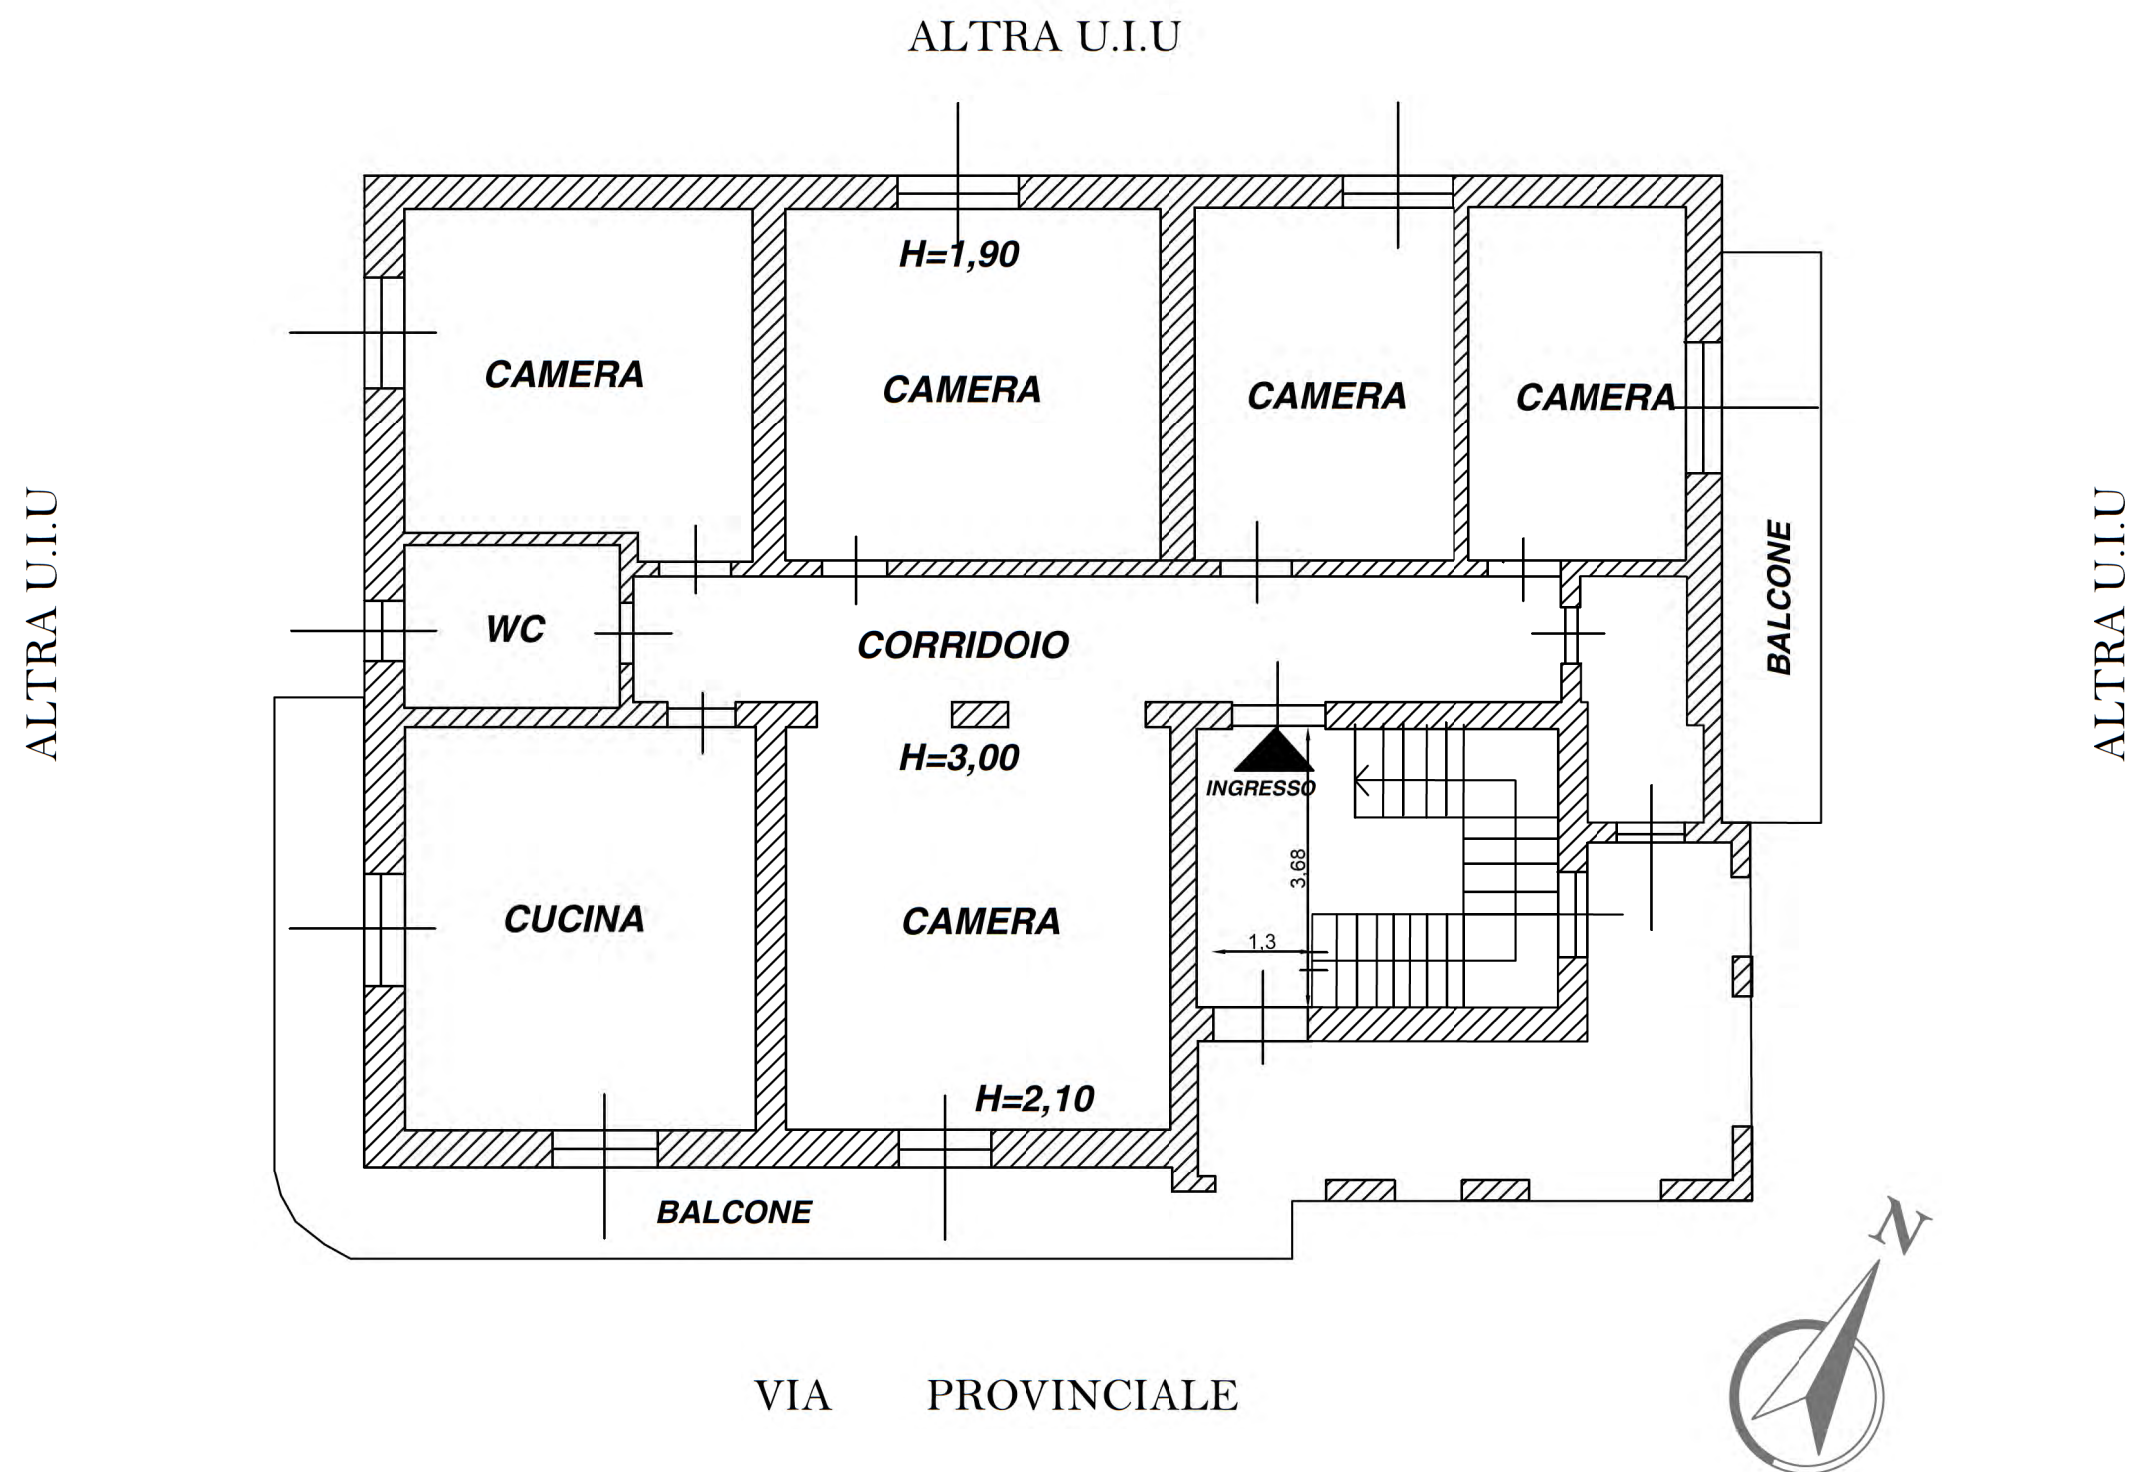 ALTRA U.I.U
H=1,90
CAMERA
CAMERA
CAMERA
CAMERA
ALTRA U.I.U
ALTRA U.I.U
BALCONE
WC
CORRIDOIO
H=3,00
INGRESSO
3,68
CUCINA
CAMERA
1,3
H=2,10
BALCONE
N
VIA PROVINCIALE